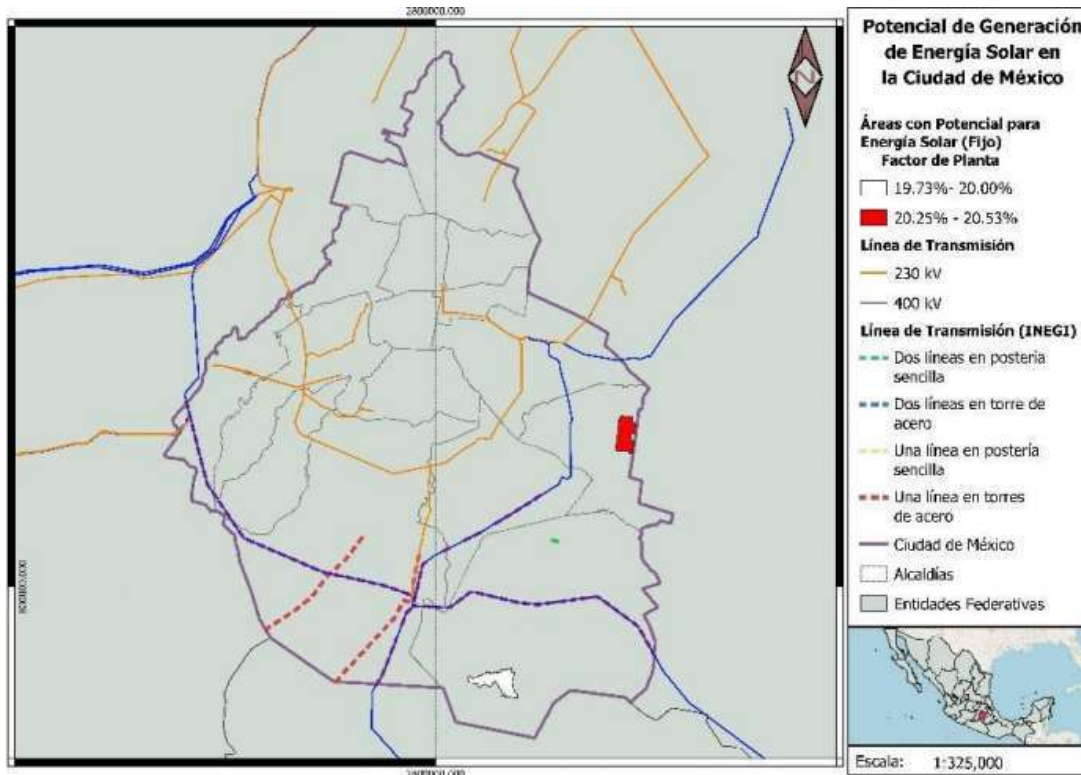 2800000.000
Potencial de Generación
de Energía Solar en
la Ciudad de México
Áreas con Potencial para
Energía Solar (Fijo)
Factor de Planta
19.73%- 20.00%
20.25% - 20.53%
Línea de Transmisión
230 kV
400 kV
Línea de Transmisión (INEGI)
Dos líneas en postería
sencilla
Dos líneas en torre de
acero
Una línea en postería
sencilla
Una línea en torres
de acero
Ciudad de México
Alcaldías
Entidades Federativas
Escala: 1:325,000
N
2800000.000